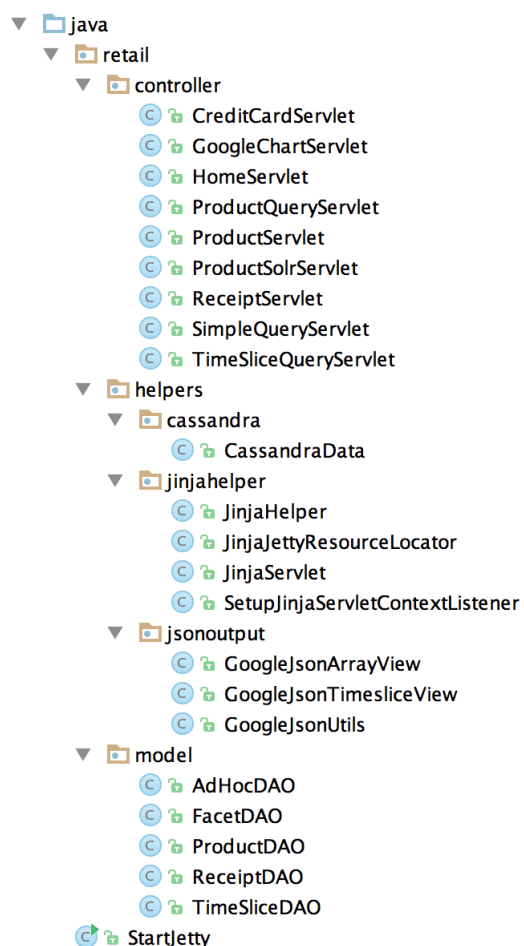 java
retail
controller
CreditCardServlet
GoogleChartServlet
HomeServlet
ProductQueryServlet
ProductServlet
ProductSolrServlet
ReceiptServlet
SimpleQueryServlet
TimeSliceQueryServlet
helpers
cassandra
CassandraData
jinjahelper
JinjaHelper
JinjaJettyResourceLocator
JinjaServlet
SetupJinjaServletContextListener
jsonoutput
GoogleJsonArrayView
GoogleJsonTimesliceView
GoogleJsonUtils
model
AdHocDAO
FacetDAO
ProductDAO
ReceiptDAO
TimeSliceDAO
StartJetty